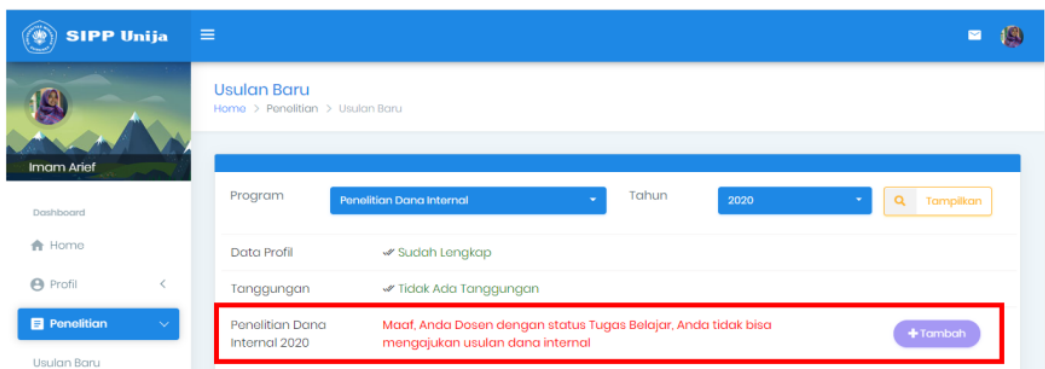 SIPP Unija
Usulan Baru
Home > Penelitian > Usulan Baru
Imam Arief
Dashboard
Home
Profil
Penelitian
Usulan Baru
Program
Penelitian Dana Internal
Tahun
2020
Tampilkan
Data Profil
Sudah Lengkap
Tanggungan
Tidak Ada Tanggungan
Penelitian Dana
Internal 2020
Maaf, Anda Dosen dengan status Tugas Belajar, Anda tidak bisa
mengajukan usulan dana internal
+Tambah